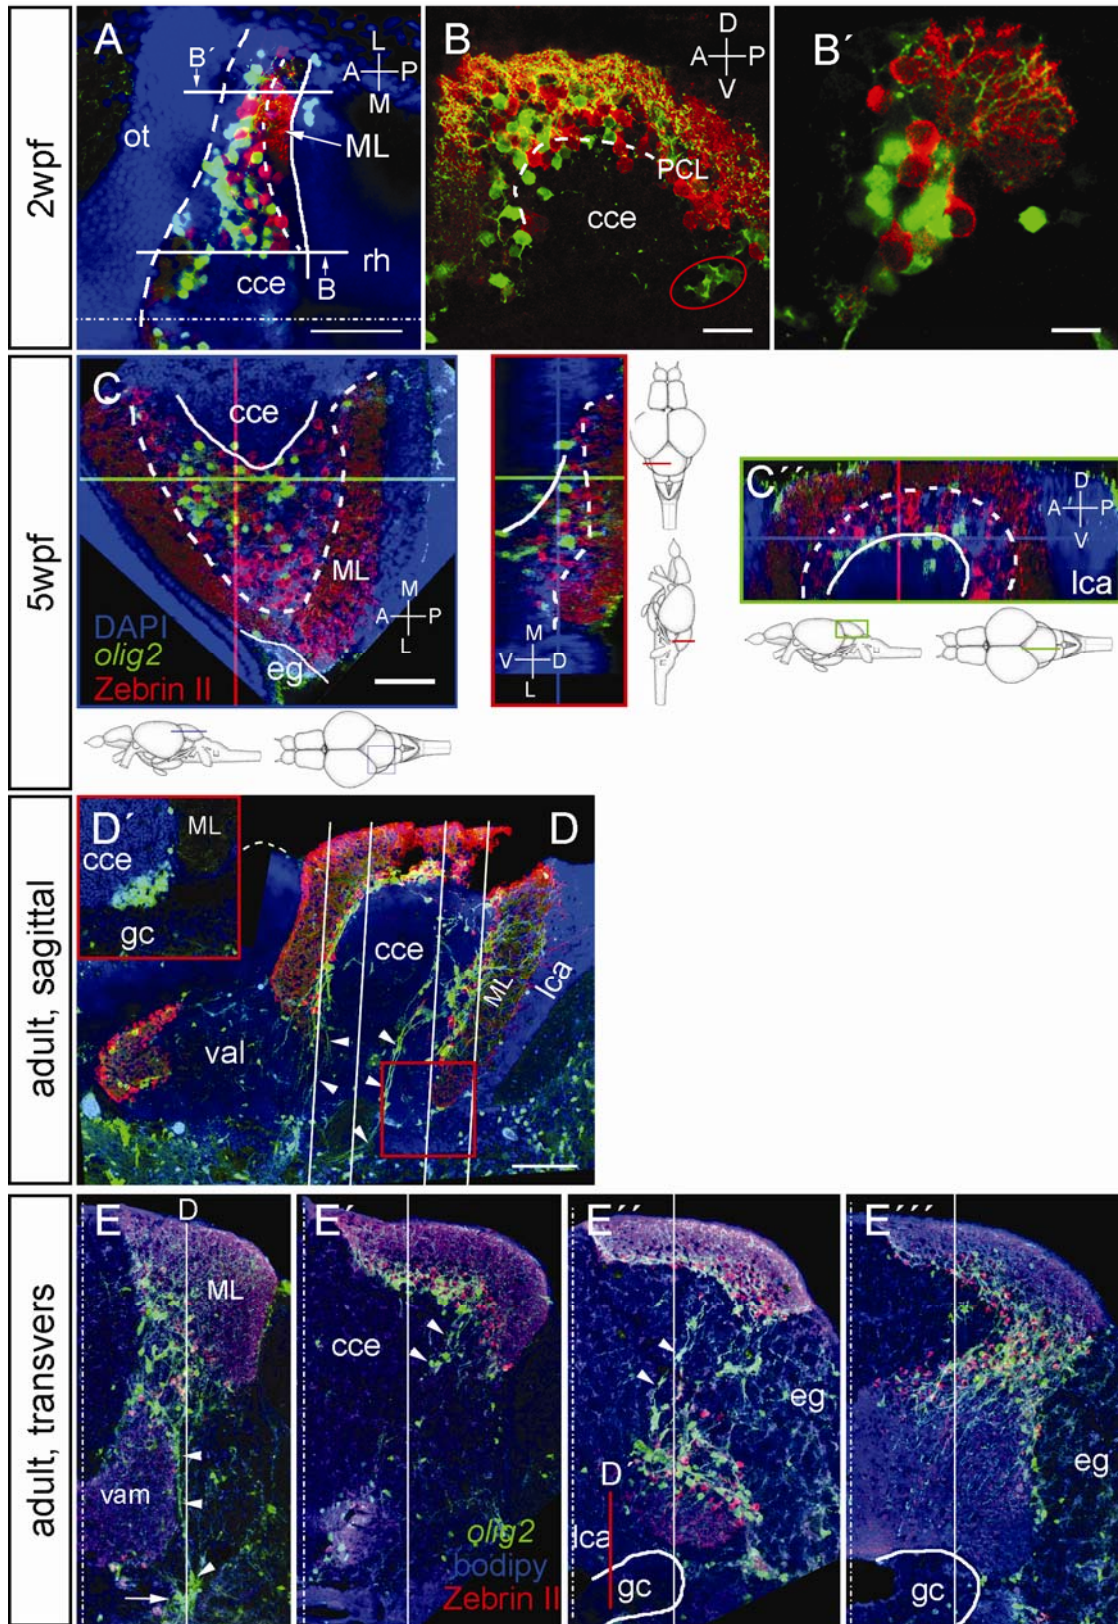 2wpf
A
B´
L
A P
M
ot
ML
rh
cce
B
B
D
A P
V
PCL
cce
B´
5wpf
C
cce
ML
M
A P
L
DAPI
olig2
Zebrin II
eg
M
V D
L
C´´
D
A P
V
lca
adult, sagittal
D´
ML
cce
gc
D
cce
ML
lca
val
adult, transvers
E
D
ML
vam
E´
cce
olig2
bodipy
Zebrin II
E´´
eg
D´
lca
gc
E´´´
eg
gc